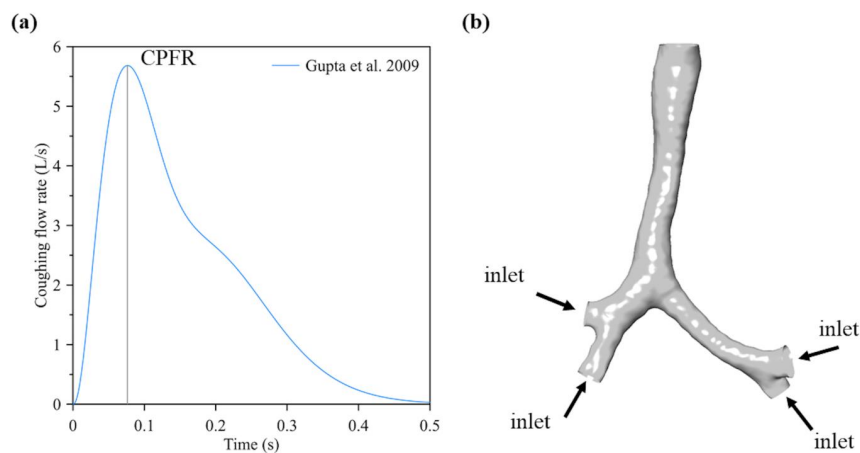 (a)
6
5
4
3
2
1
0
Coughing flow rate (L/s)
CPFR
Gupta et al. 2009
0
0.1
0.2
0.3
0.4
0.5
Time (s)
(b)
inlet
inlet
inlet
inlet